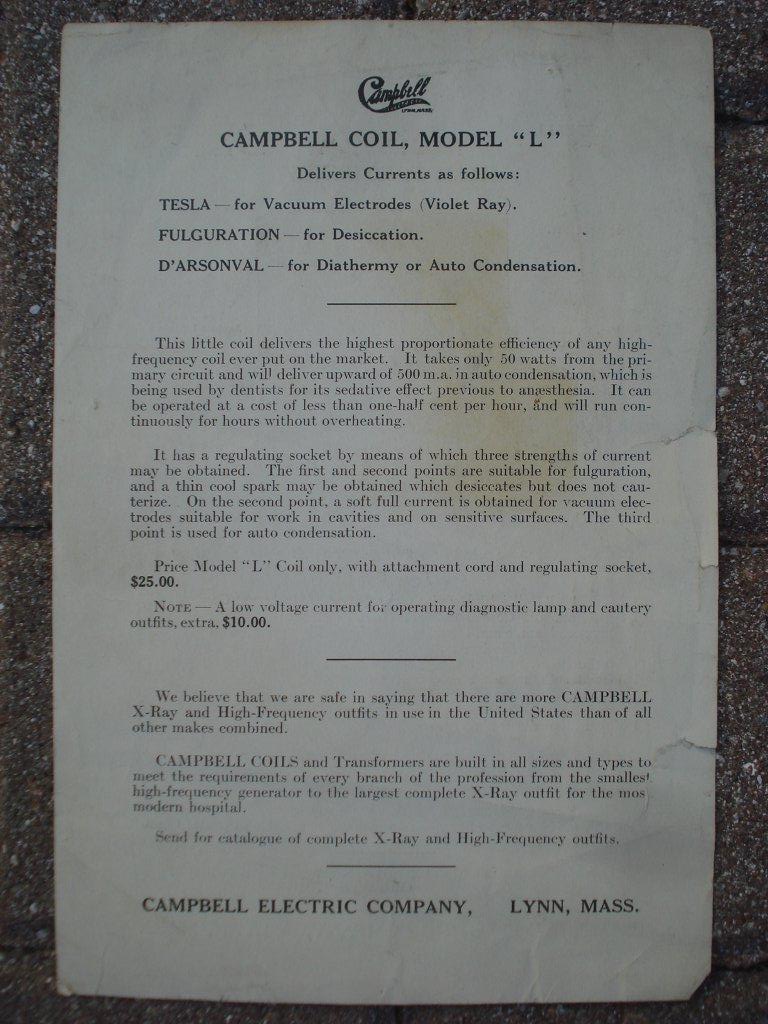 Campbell
CAMPBELL COIL, MODEL “L”
Delivers Currents as follows:
TESLA — for Vacuum Electrodes (Violet Ray).
FULGURATION — for Desiccation.
D’ARSONVAL — for Diathermy or Auto Condensation.
This little coil delivers the highest proportionate efficiency of any high-
frequency coil ever put on the market. It takes only 50 watts from the pri-
mary circuit and will deliver upward of 500 m.a. in auto condensation, which is
being used by dentists for its sedative effect previous to anæsthesia. It can
be operated at a cost of less than one-half cent per hour, and will run con-
tinuously for hours without overheating.
It has a regulating socket by means of which three strengths of current
may be obtained. The first and second points are suitable for fulguration,
and a thin cool spark may be obtained which desiccates but does not cau-
terize. On the second point, a soft full current is obtained for vacuum elec-
trodes suitable for work in cavities and on sensitive surfaces. The third
point is used for auto condensation.
Price Model “L” Coil only, with attachment cord and regulating socket,
$25.00.
NOTE — A low voltage current for operating diagnostic lamp and cautery
outfits, extra, $10.00.
We believe that we are safe in saying that there are more CAMPBELL
X-Ray and High-Frequency outfits in use in the United States than of all
other makes combined.
CAMPBELL COILS and Transformers are built in all sizes and types to
meet the requirements of every branch of the profession from the smallest
high-frequency generator to the largest complete X-Ray outfit for the mos
modern hospital.
Send for catalogue of complete X-Ray and High-Frequency outfits.
CAMPBELL ELECTRIC COMPANY, LYNN, MASS.